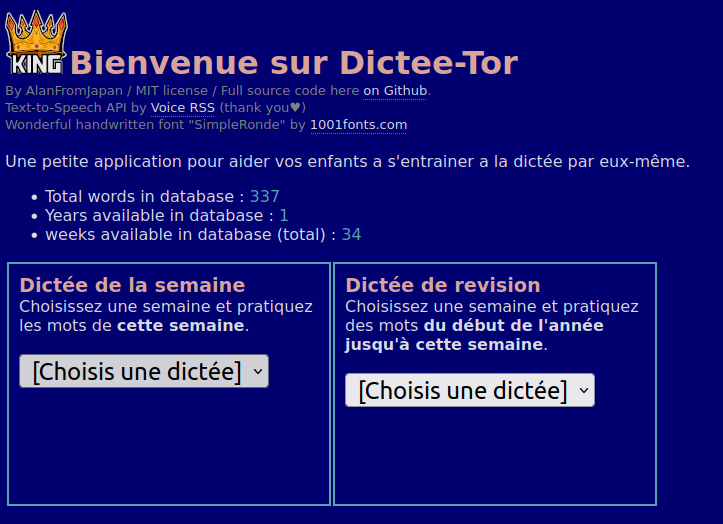 KING
Bienvenue sur Dictee-Tor
By AlanFromJapan / MIT license / Full source code here on Github.
Text-to-Speech API by Voice RSS (thank you♥)
Wonderful handwritten font "SimpleRonde" by 1001fonts.com
Une petite application pour aider vos enfants a s'entrainer a la dictée par eux-même.
• Total words in database : 337
• Years available in database : 1
• weeks available in database (total) : 34
Dictée de la semaine
Choisissez une semaine et pratiquez
les mots de cette semaine.
[Choisis une dictée]
Dictée de revision
Choisissez une semaine et pratiquez
des mots du début de l'année
jusqu'à cette semaine.
[Choisis une dictée]